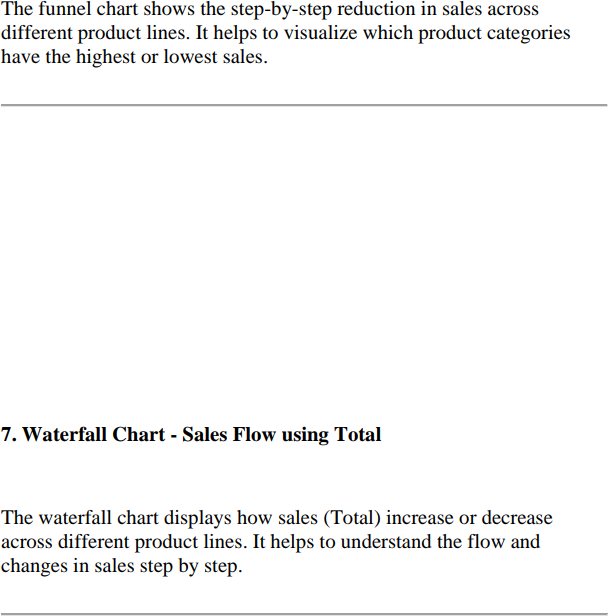 The funnel chart shows the step-by-step reduction in sales across
different product lines. It helps to visualize which product categories
have the highest or lowest sales.
7. Waterfall Chart - Sales Flow using Total
The waterfall chart displays how sales (Total) increase or decrease
across different product lines. It helps to understand the flow and
changes in sales step by step.